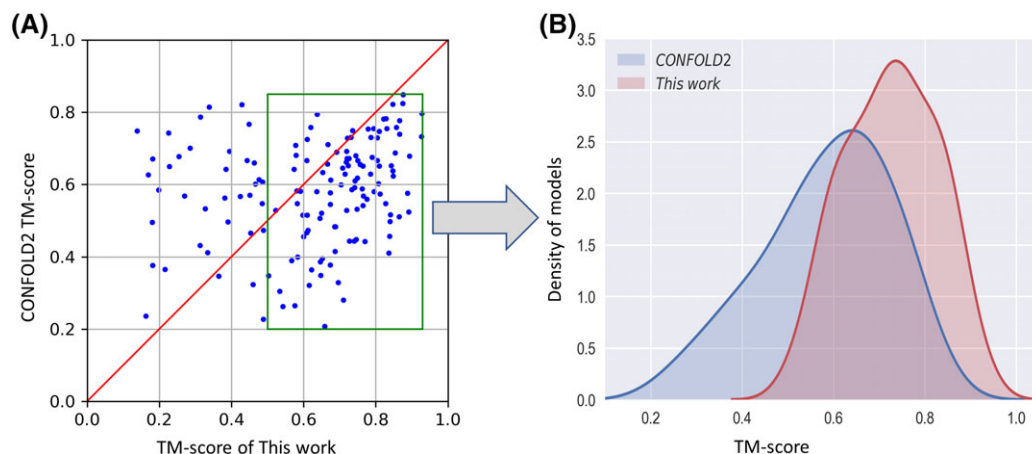 (A)
1.0
0.8
0.6
0.4
0.2
0.0
CONFOLD2 TM-score
0.0 0.2 0.4 0.6 0.8 1.0
TM-score of This work
(B)
3.5
3.0
2.5
2.0
1.5
1.0
0.5
0.0
Density of models
CONFOLD2
This work
0.2 0.4 0.6 0.8 1.0
TM-score